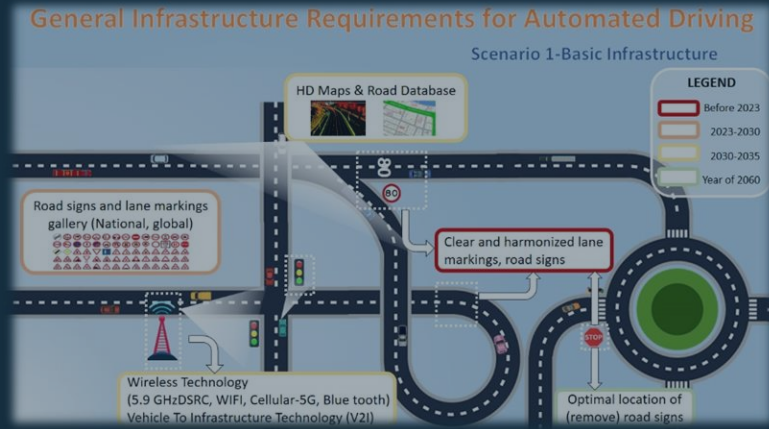 General Infrastructure Requirements for Automated Driving
Scenario 1-Basic Infrastructure
LEGEND
Before 2023
2023-2030
2030-2035
Year of 2060
HD Maps & Road Database
80
80
Road signs and lane markings
gallery (National, global)
Clear and harmonized lane
markings, road signs
STOP
Wireless Technology
(5.9 GHzDSRC, WIFI, Cellular-5G, Blue tooth)
Vehicle To Infrastructure Technology (V2I)
Optimal location of
(remove) road signs